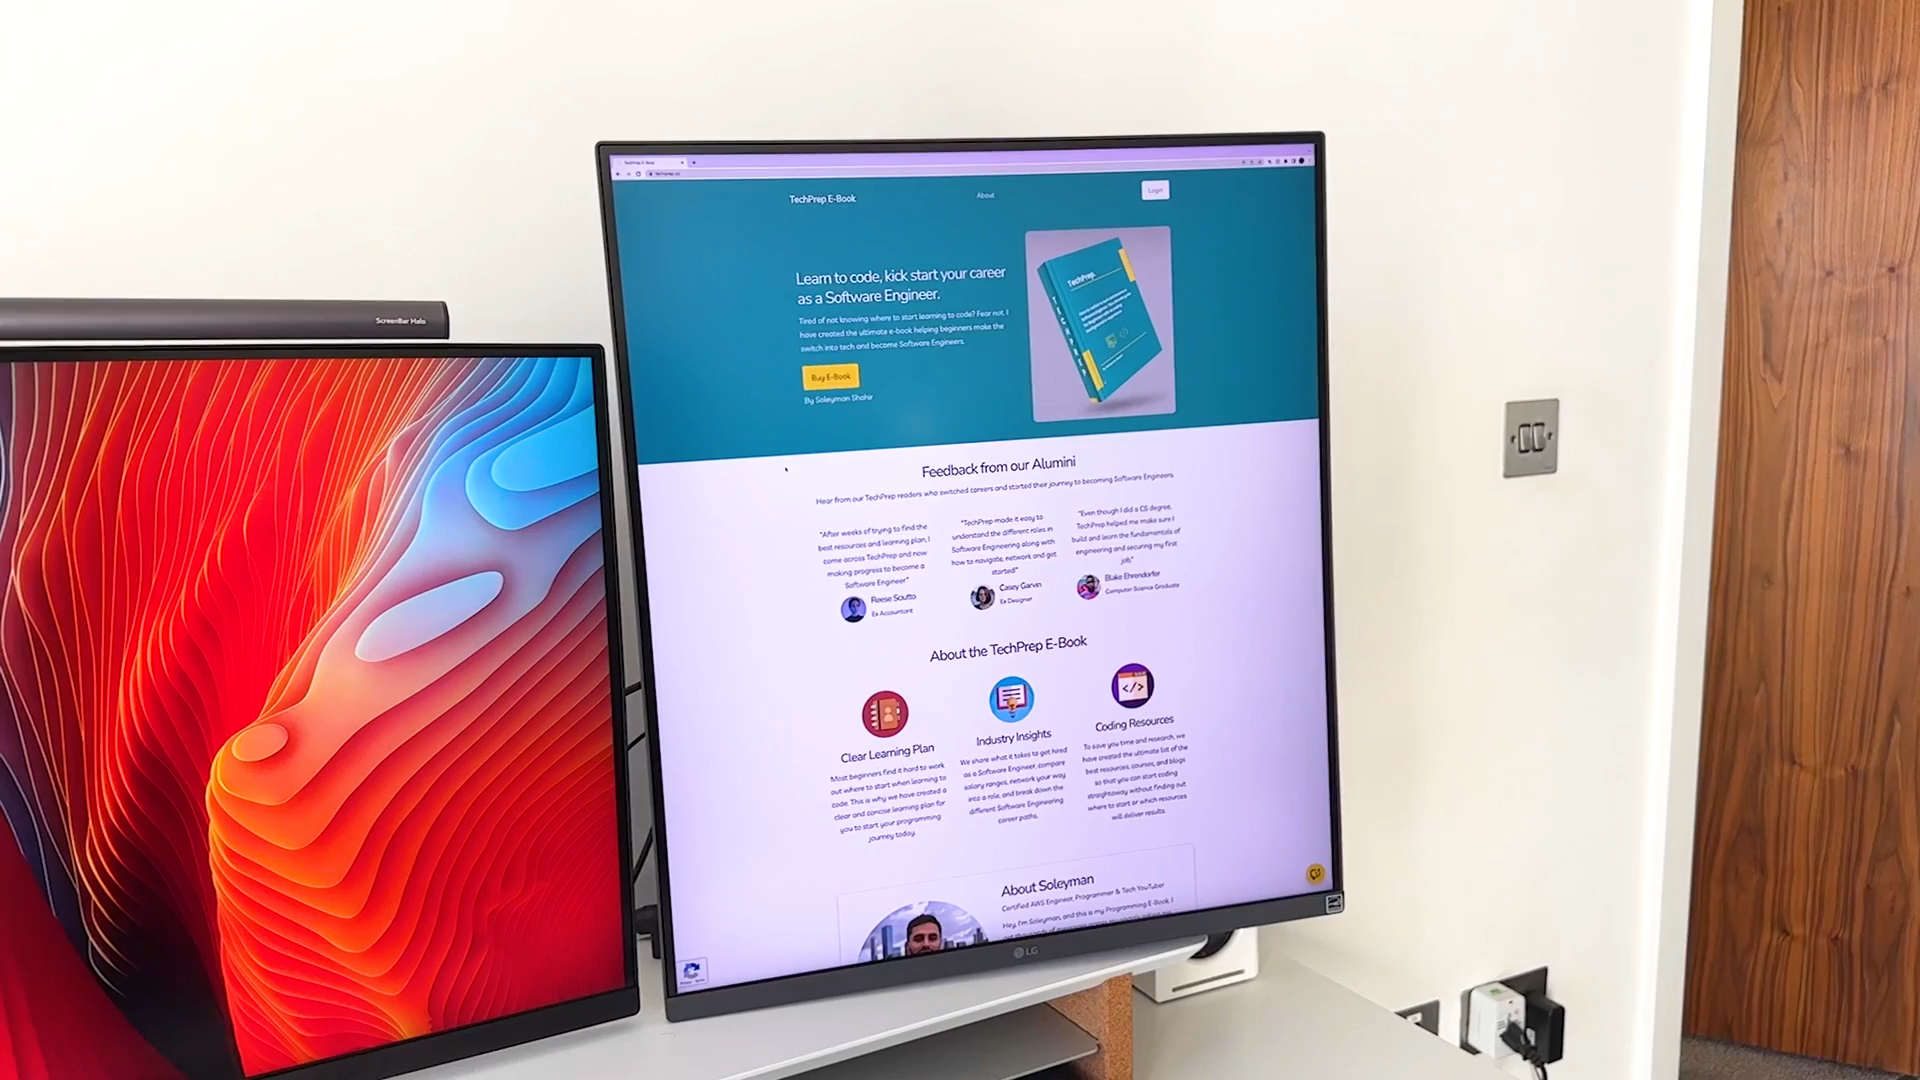 ScreenBar Halo
TechPrep E-Book
TechPrep E-Book
About
Login
Learn to code, kick start your career
as a Software Engineer.
Tired of not knowing where to start learning to code? Fear not, I
have created the ultimate e-book helping beginners make the
switch into tech and become Software Engineers.
Buy E-Book
By Soleyman Shahir
TechPrep.
TECHPREP
Feedback from our Alumini
Hear from our TechPrep readers who switched careers and started their journey to becoming Software Engineers.
"After weeks of trying to find the
best resources and learning plan, I
came across TechPrep and now
making progress to become a
Software Engineer"
Reese Scutto
Ex Accountant
"TechPrep made it easy to
understand the different roles in
Software Engineering along with
how to navigate, network and get
started"
Casey Garvin
Ex Designer
"Even though I did a CS degree,
TechPrep helped me make sure I
build and learn the fundamentals of
engineering and securing my first
job"
Blake Ehrendorfer
Computer Science Graduate
About the TechPrep E-Book
Clear Learning Plan
Most beginners find it hard to work
out where to start when learning to
code. This is why we have created a
clear and concise learning plan for
you to start your programming
journey today.
Industry Insights
We share what it takes to get hired
as a Software Engineer, compare
salary ranges, network your way
into a role, and break down the
different Software Engineering
career paths.
</>
Coding Resources
To save you time and research, we
have created the ultimate list of the
best resources, courses, and blogs
so that you can start coding
straightaway without finding out
where to start or which resources
will deliver results.
About Soleyman
Certified AWS Engineer, Programmer & Tech YouTuber
Hey, I'm Soleyman, and this is my Programming E-Book. I
LG